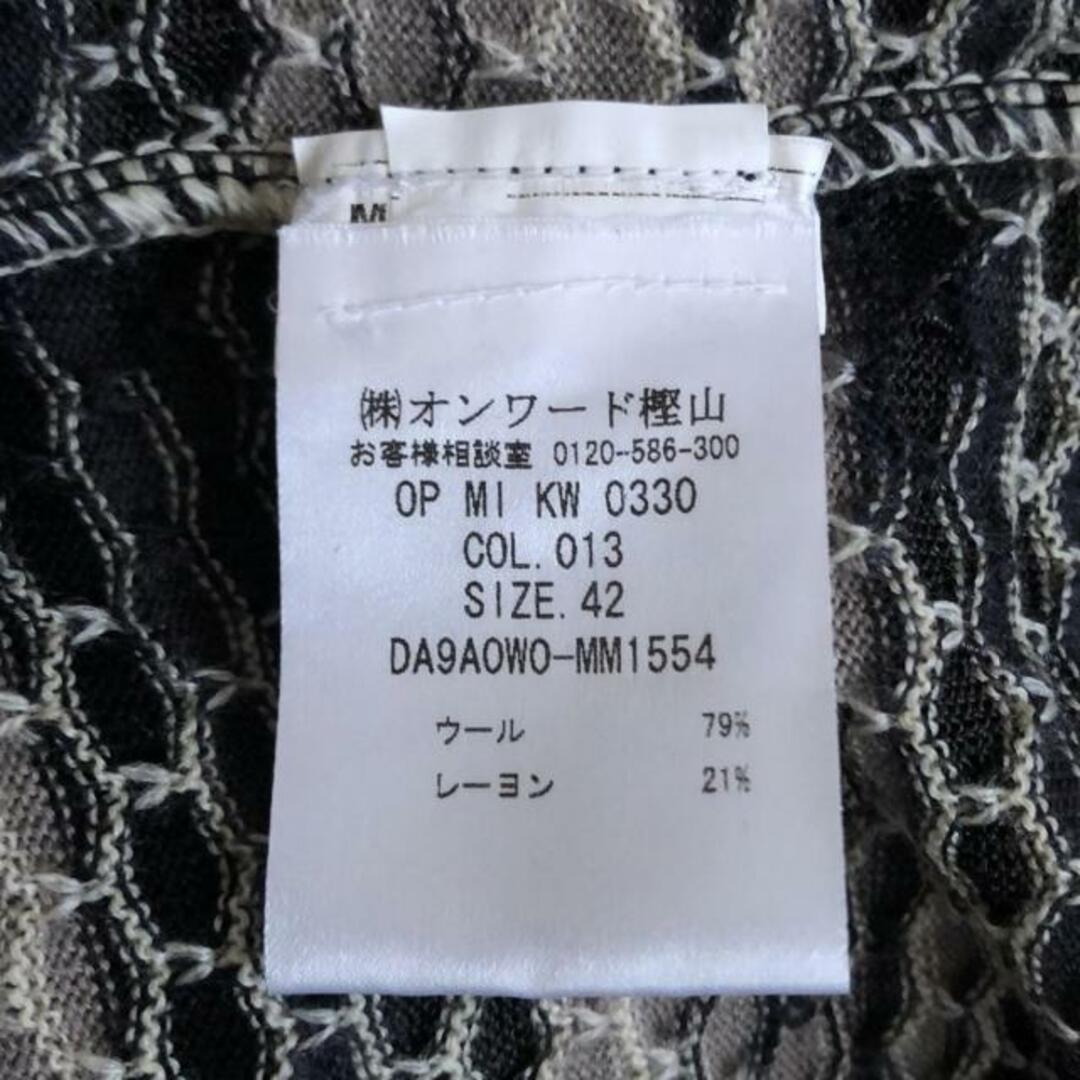 M
㈱オンワード樫山
お客様相談室 0120-586-300
OP MI KW 0330
COL. 013
SIZE. 42
DA9AOWO-MM1554
ウール 79%
レーヨン 21%